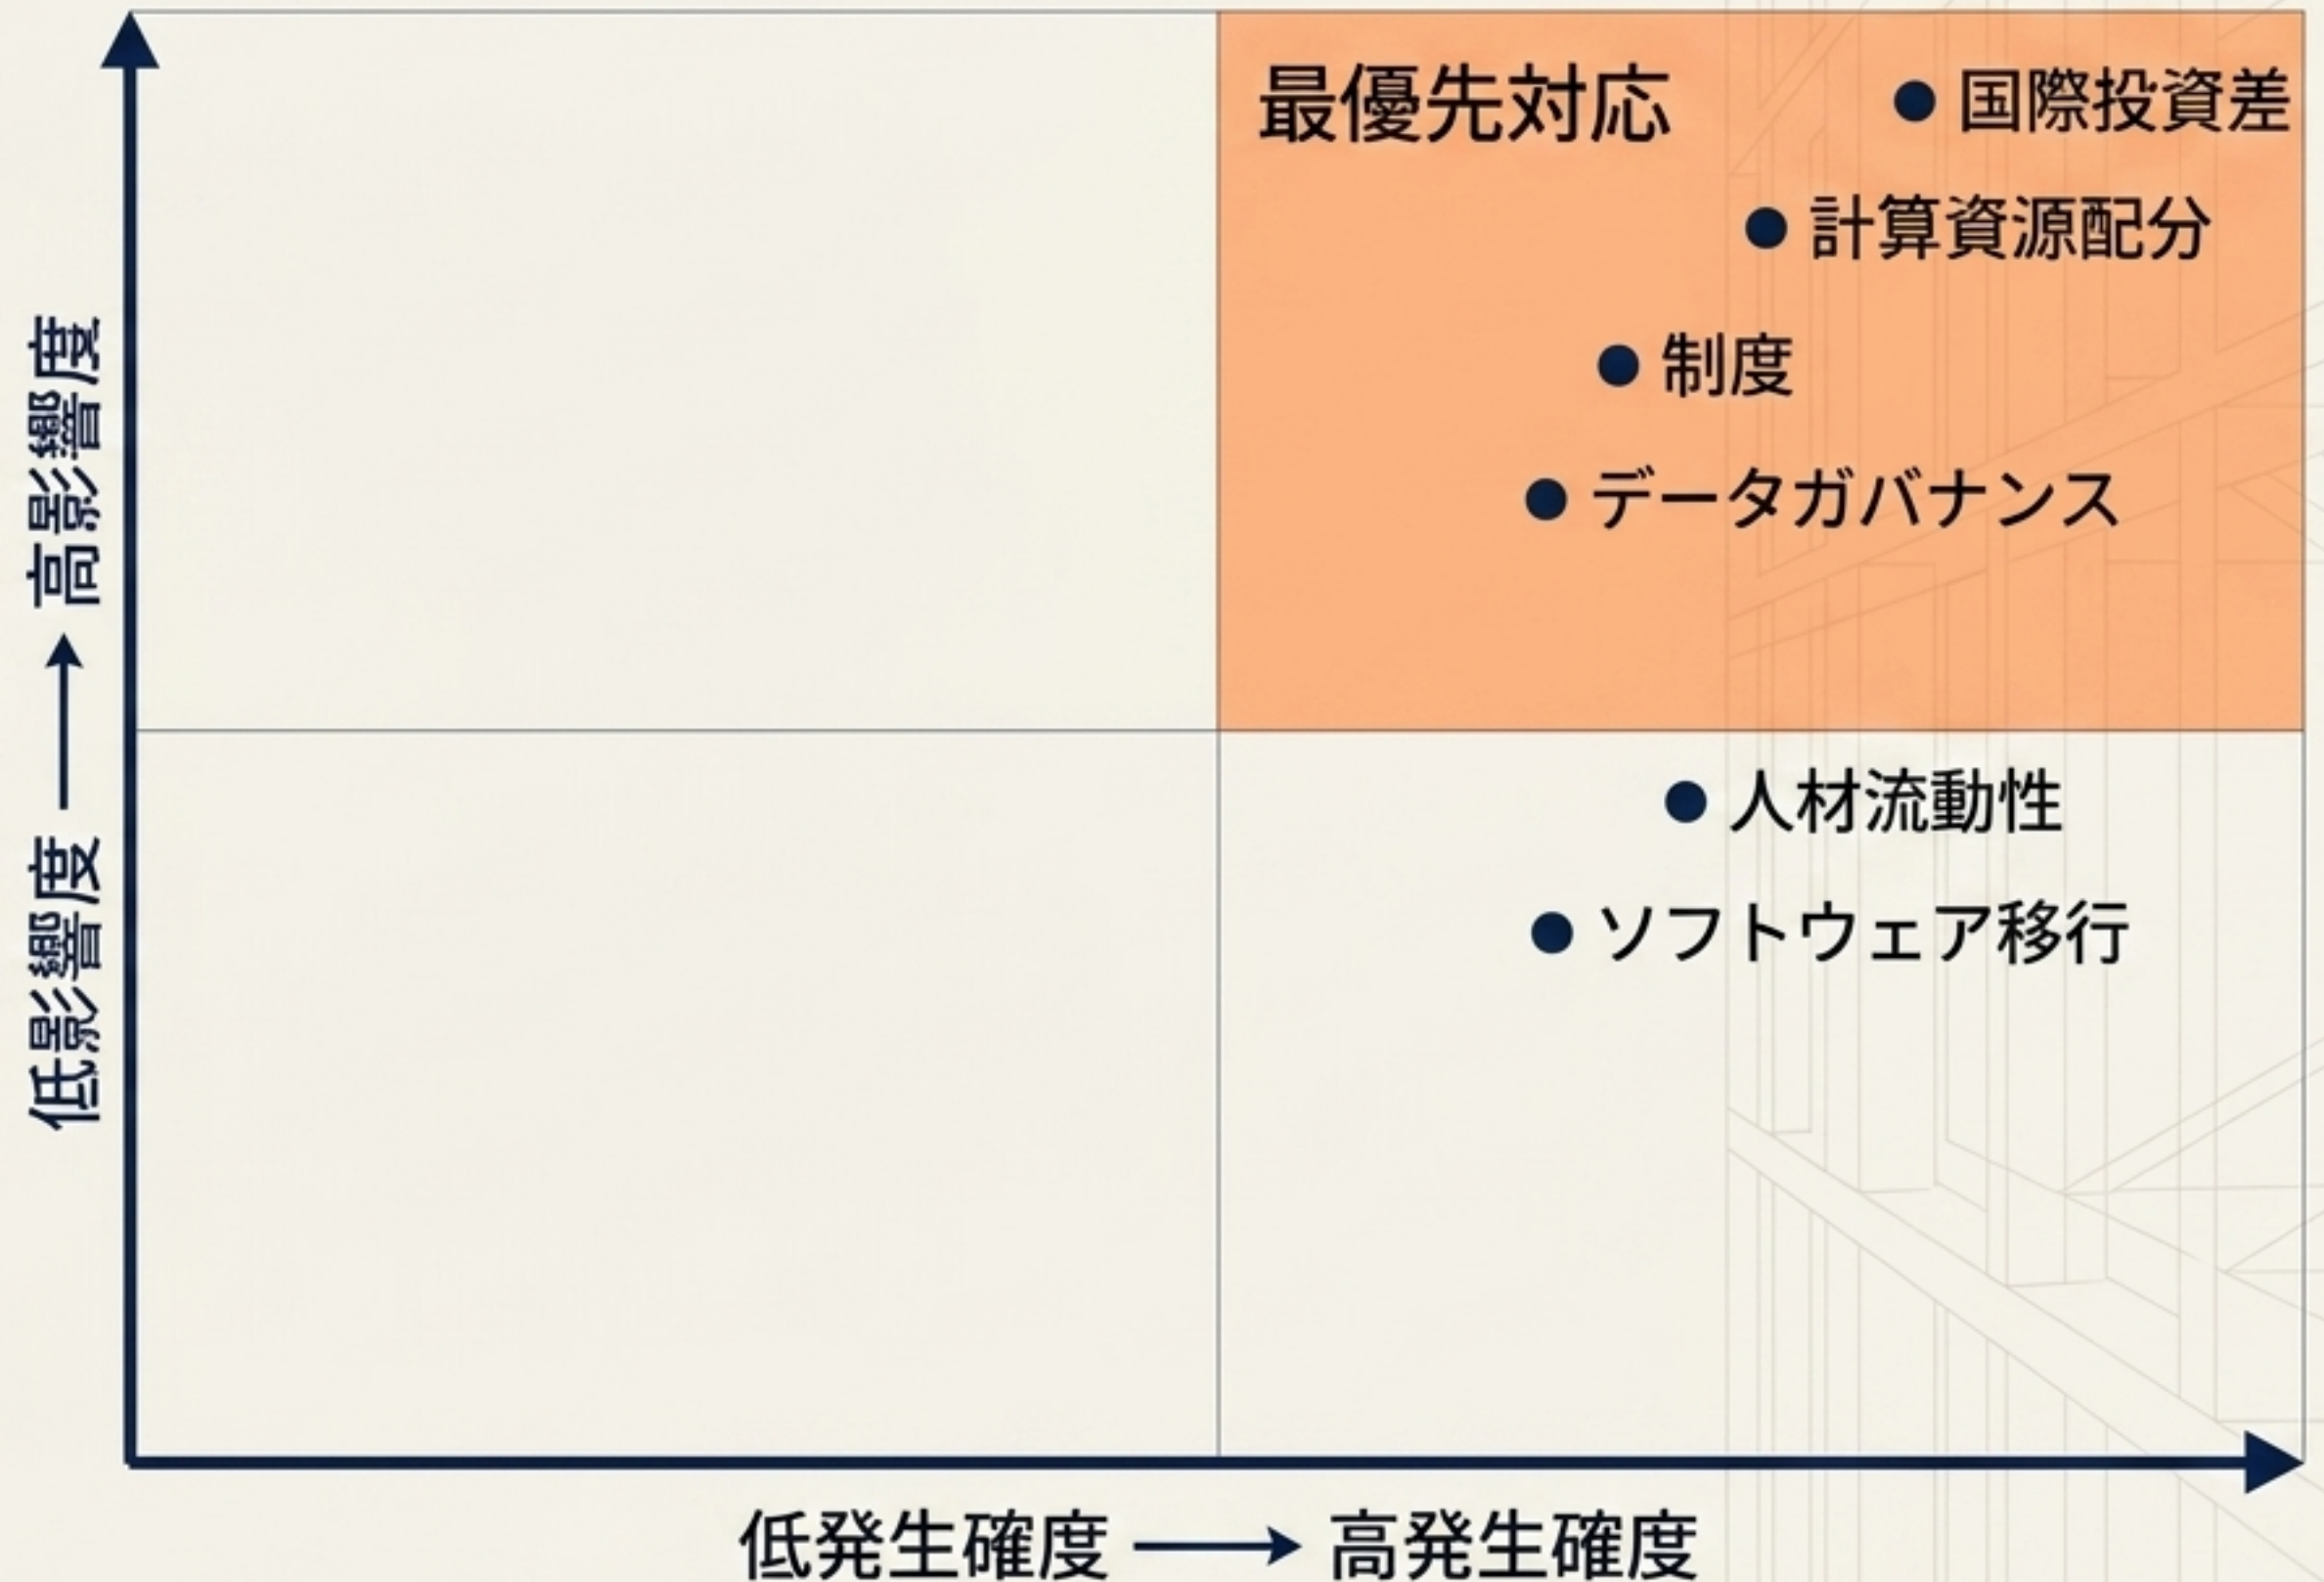 最優先対応
国際投資差
計算資源配分
制度
データガバナンス
人材流動性
ソフトウェア移行
低影響度 → 高影響度
低発生確度 → 高発生確度